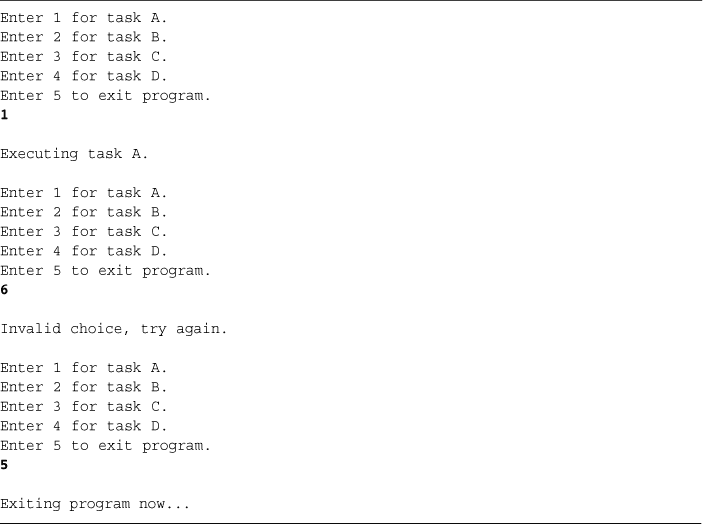 Enter 1 for task A.
Enter 2 for task B.
Enter 3 for task C.
Enter 4 for task D.
Enter 5 to exit program.
1
Executing task A.
Enter 1 for task A.
Enter 2 for task B.
Enter 3 for task C.
Enter 4 for task D.
Enter 5 to exit program.
6
Invalid choice, try again.
Enter 1 for task A.
Enter 2 for task B.
Enter 3 for task C.
Enter 4 for task D.
Enter 5 to exit program.
5
Exiting program now...